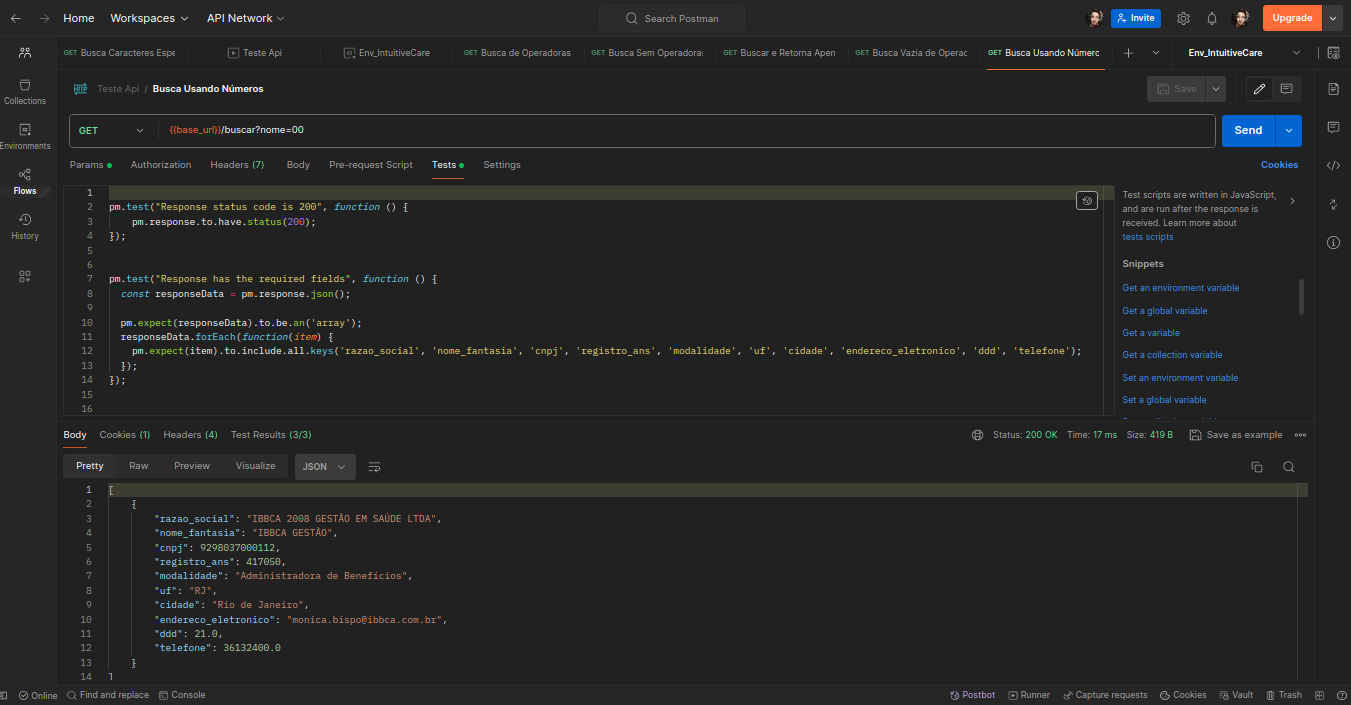 Home Workspaces API Network Search Postman Invite Upgrade
GET Busca Caracteres Espe Teste Api Env_IntuitiveCare GET Busca de Operadoras GET Busca Sem Operadoras GET Buscar e Retorna Apen GET Busca Vazia de Operac GET Busca Usando Númerc Env_IntuitiveCare
Collections
Environments
Flows
History
HTTP Teste Api / Busca Usando Números Save
GET {{base_url}}/buscar?nome=00 Send
Params Authorization Headers (7) Body Pre-request Script Tests Settings Cookies
1
2 pm.test("Response status code is 200", function () {
3 pm.response.to.have.status(200);
4 });
5
6
7 pm.test("Response has the required fields", function () {
8 const responseData = pm.response.json();
9
10 pm.expect(responseData).to.be.an('array');
11 responseData.forEach(function(item) {
12 pm.expect(item).to.include.all.keys('razao_social', 'nome_fantasia', 'cnpj', 'registro_ans', 'modalidade', 'uf', 'cidade', 'endereco_eletronico', 'ddd', 'telefone');
13 });
14 });
15
16
Test scripts are written in JavaScript,
and are run after the response is
received. Learn more about
tests scripts
Snippets
Get an environment variable
Get a global variable
Get a variable
Get a collection variable
Set an environment variable
Set a global variable
Body Cookies (1) Headers (4) Test Results (3/3) Status: 200 OK Time: 17 ms Size: 419 B Save as example
Pretty Raw Preview Visualize JSON
1 [
2 {
3 "razao_social": "IBBCA 2008 GESTÃO EM SAÚDE LTDA",
4 "nome_fantasia": "IBBCA GESTÃO",
5 "cnpj": 9298037000112,
6 "registro_ans": 417050,
7 "modalidade": "Administradora de Benefícios",
8 "uf": "RJ",
9 "cidade": "Rio de Janeiro",
10 "endereco_eletronico": "monica.bispo@ibbca.com.br",
11 "ddd": 21.0,
12 "telefone": 36132400.0
13 }
14 ]
Online Find and replace Console Postbot Runner Capture requests Cookies Vault Trash